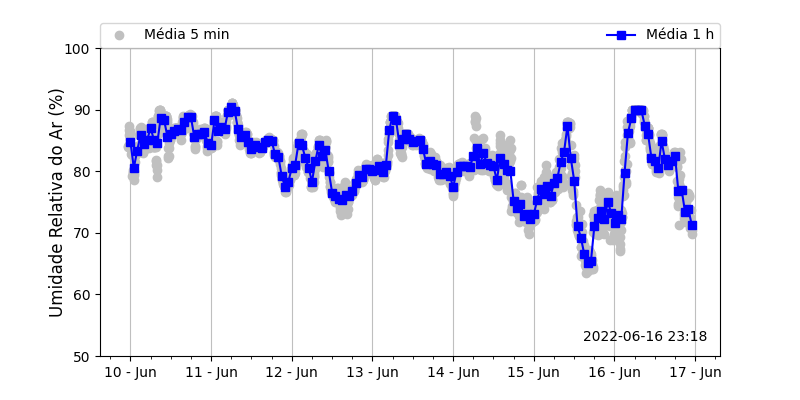 Média 5 min
Média 1 h
Umidade Relativa do Ar (%)
100
90
80
70
60
50
2022-06-16 23:18
10 - Jun
11 - Jun
12 - Jun
13 - Jun
14 - Jun
15 - Jun
16 - Jun
17 - Jun